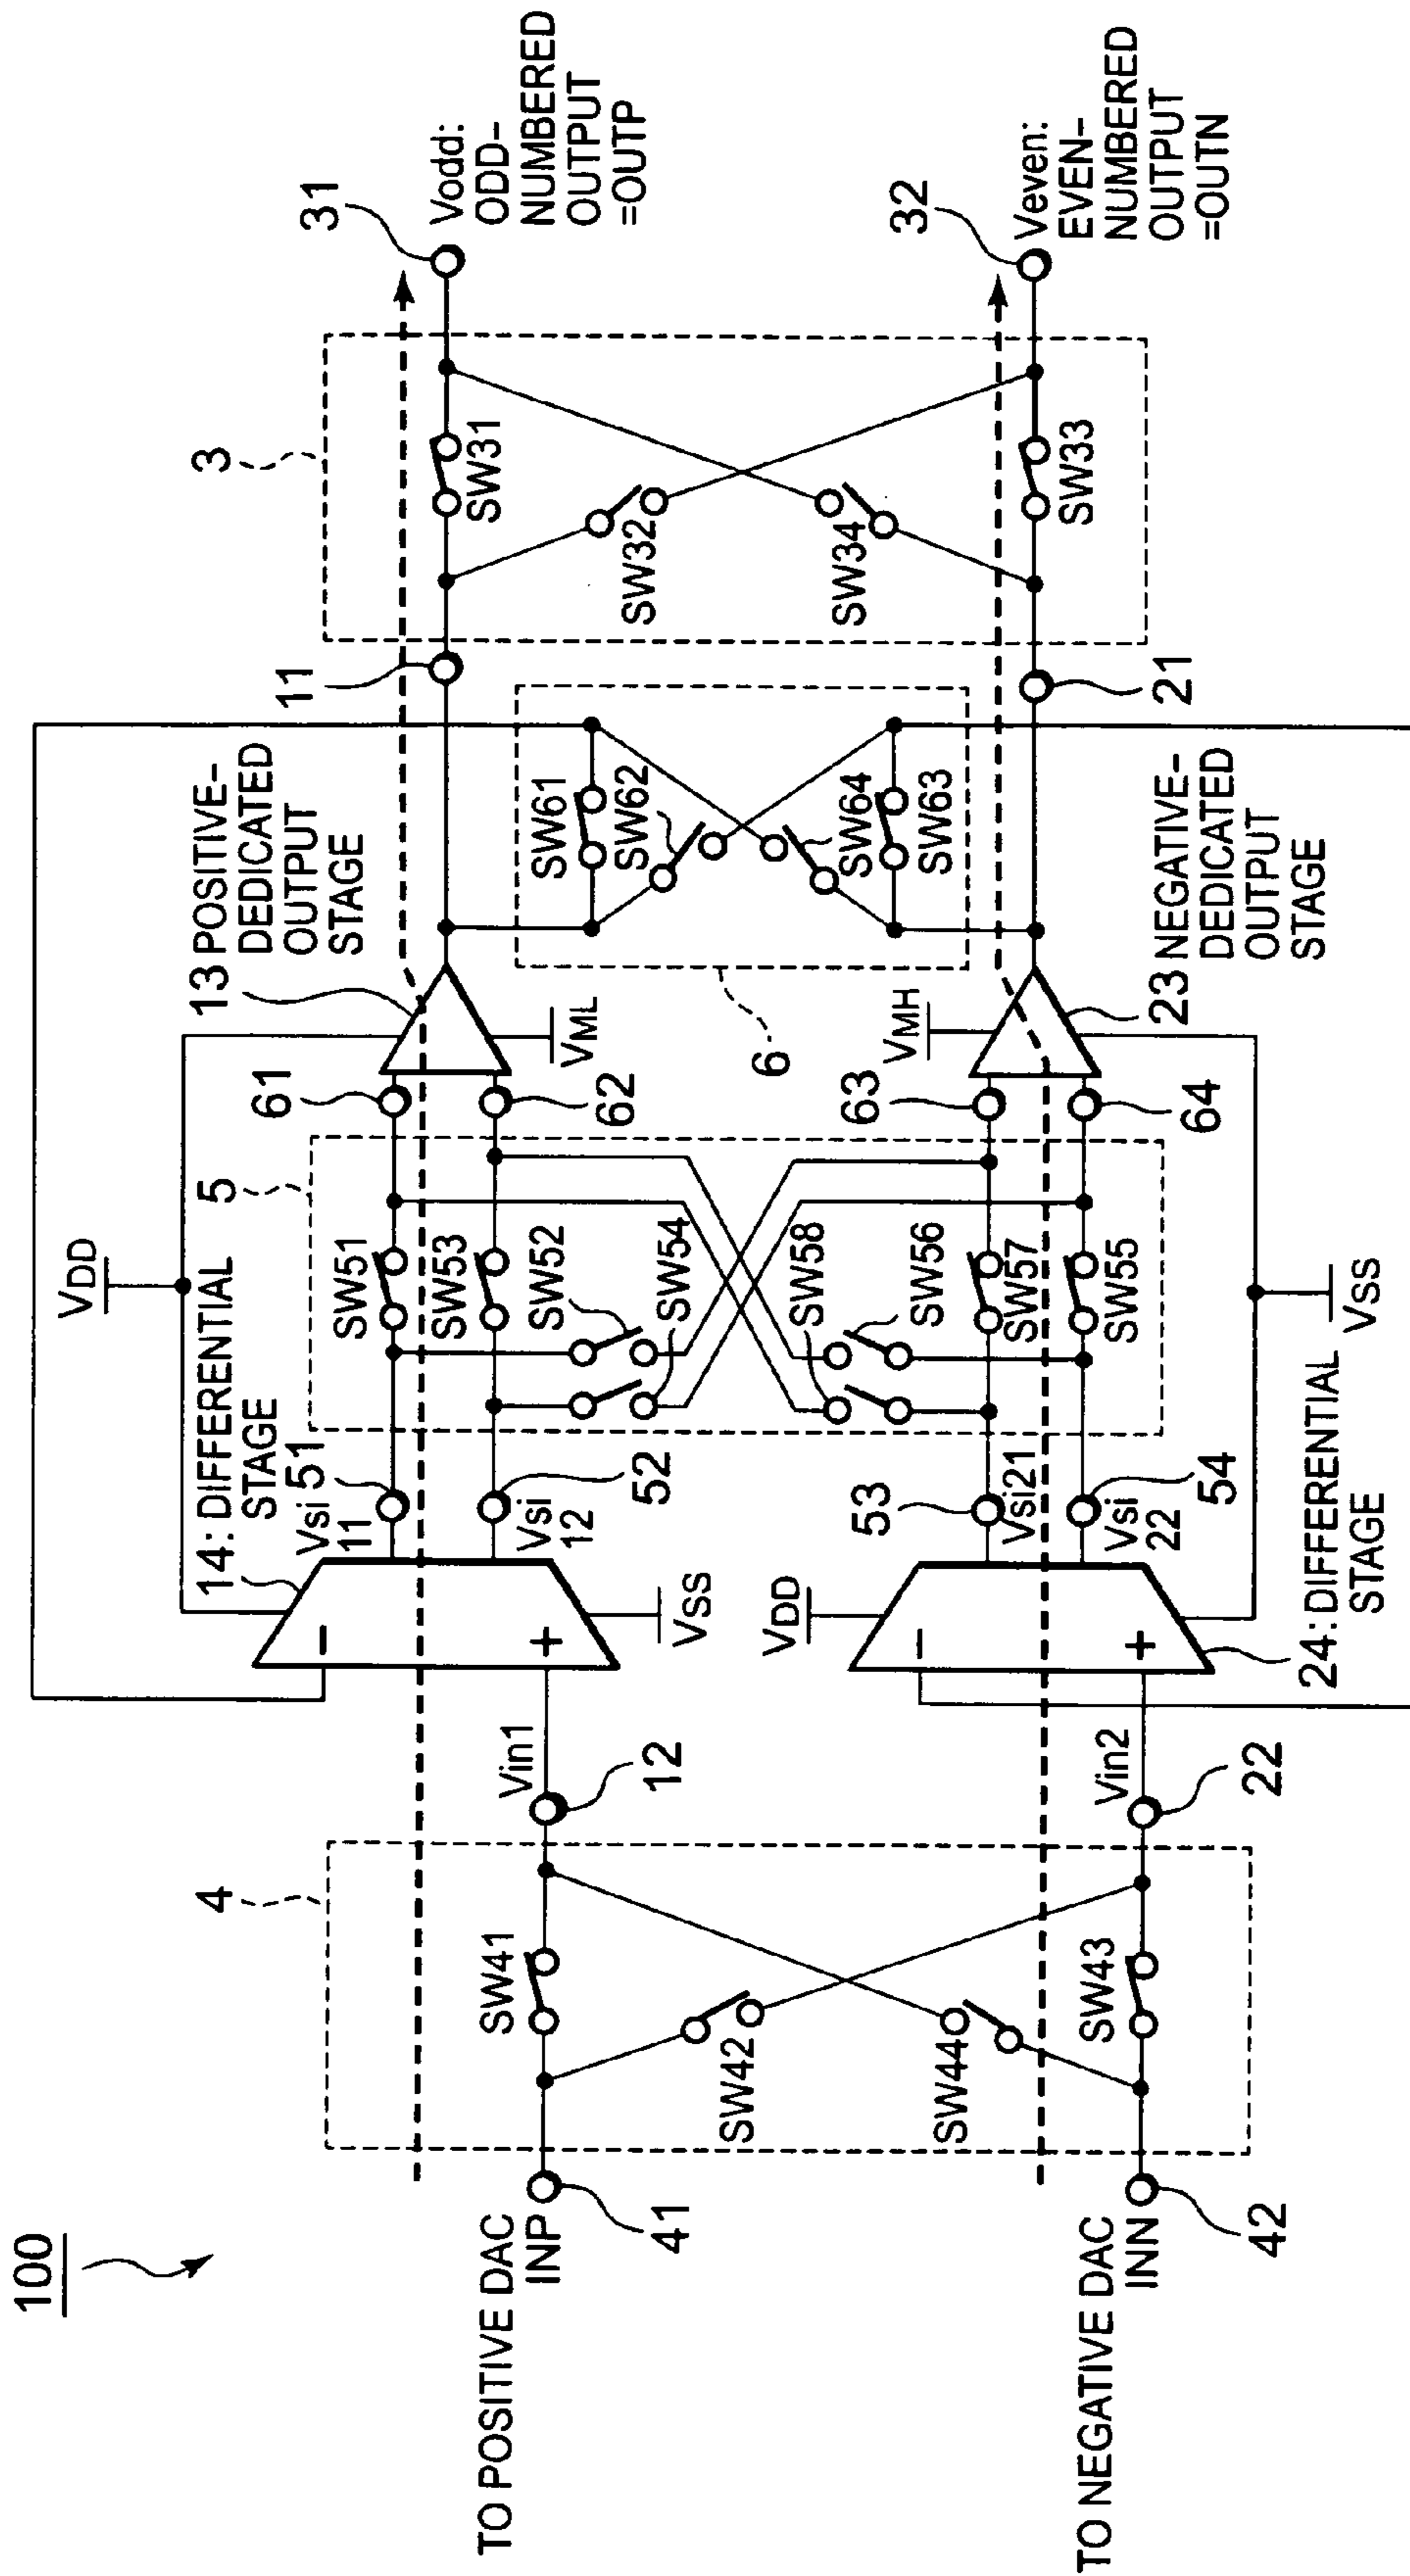 100
TO POSITIVE DAC
INP
41
TO NEGATIVE DAC
INN
42
4
SW41
SW42
SW44
SW43
Vin1
12
Vin2
22
14: DIFFERENTIAL
STAGE
VDD
VSS
VDD
24: DIFFERENTIAL
STAGE
VSS
−
+
−
+
Vsi
11
51
Vsi
12
52
53
Vsi21
Vsi
22
54
5
SW51
SW53
SW52
SW54
SW58
SW56
SW57
SW55
61
62
63
64
13 POSITIVE-
DEDICATED
OUTPUT
STAGE
VML
VMH
23 NEGATIVE-
DEDICATED
OUTPUT
STAGE
6
SW61
SW62
SW64
SW63
11
21
3
SW31
SW32
SW34
SW33
31
Vodd:
ODD-
NUMBERED
OUTPUT
=OUTP
32
Veven:
EVEN-
NUMBERED
OUTPUT
=OUTN